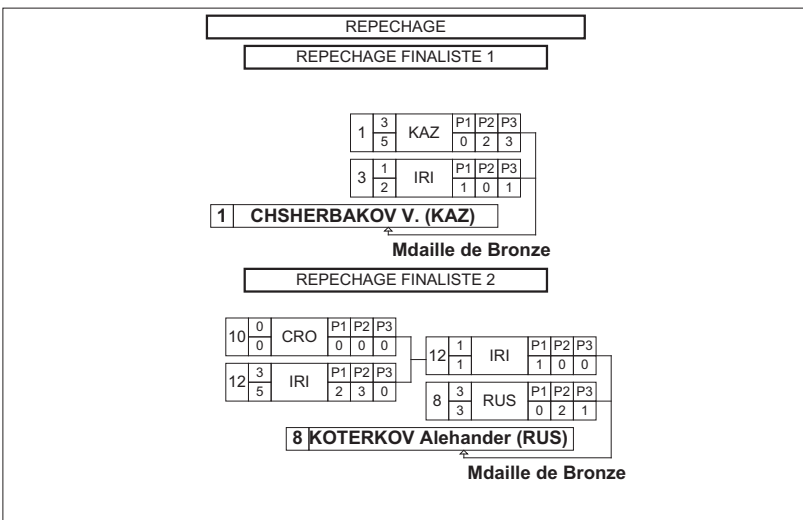 REPECHAGE
REPECHAGE FINALISTE 1
1 3 KAZ P1 P2 P3
5 0 2 3
3 1 IRI P1 P2 P3
2 1 0 1
1 CHSHERBAKOV V. (KAZ)
Mdaille de Bronze
REPECHAGE FINALISTE 2
10 0 CRO P1 P2 P3
0 0 0 0
12 1 IRI P1 P2 P3
1 1 0 0
12 3 IRI P1 P2 P3
5 2 3 0
8 3 RUS P1 P2 P3
3 0 2 1
8 KOTERKOV Alehander (RUS)
Mdaille de Bronze